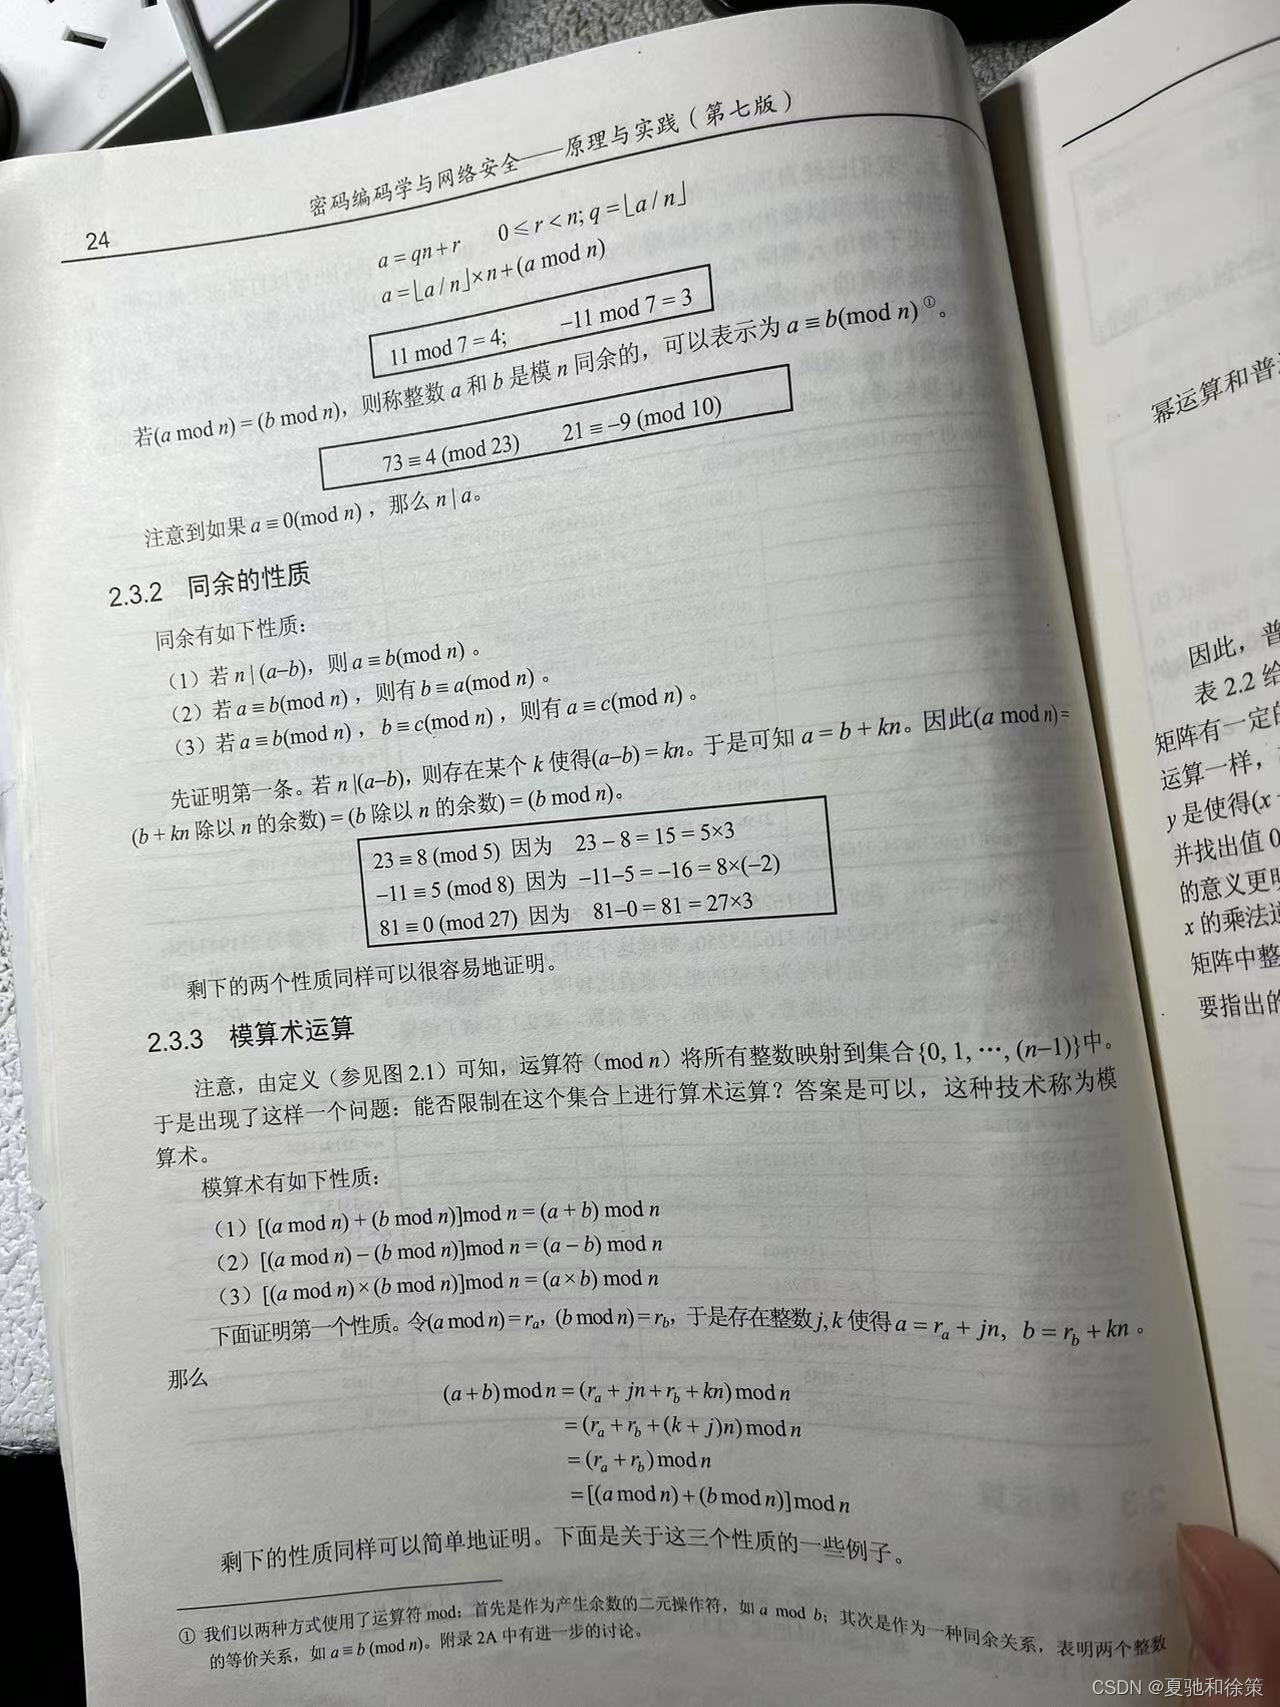 24
密码编码学与网络安全——原理与实践(第七版)
a = qn + r  0 ≤ r < n; q = ⌊a / n⌋
a = ⌊a / n⌋ × n + (a mod n)
11 mod 7 = 4;  –11 mod 7 = 3
若(a mod n) = (b mod n),则称整数 a 和 b 是模 n 同余的,可以表示为 a ≡ b(mod n)①。
73 ≡ 4 (mod 23)  21 ≡ –9 (mod 10)
注意到如果 a ≡ 0(mod n),那么 n | a。
2.3.2 同余的性质
同余有如下性质:
(1)若 n | (a–b),则 a ≡ b(mod n)。
(2)若 a ≡ b(mod n),则有 b ≡ a(mod n)。
(3)若 a ≡ b(mod n),b ≡ c(mod n),则有 a ≡ c(mod n)。
先证明第一条。若 n |(a–b),则存在某个 k 使得(a–b) = kn。于是可知 a = b + kn。因此(a mod n) =
(b + kn 除以 n 的余数) = (b 除以 n 的余数) = (b mod n)。
23 ≡ 8 (mod 5) 因为 23 – 8 = 15 = 5×3
–11 ≡ 5 (mod 8) 因为 –11–5 = –16 = 8×(–2)
81 ≡ 0 (mod 27) 因为 81–0 = 81 = 27×3
剩下的两个性质同样可以很容易地证明。
2.3.3 模算术运算
注意,由定义(参见图 2.1)可知,运算符(mod n)将所有整数映射到集合{0, 1, ⋯, (n–1)}中。
于是出现了这样一个问题:能否限制在这个集合上进行算术运算?答案是可以,这种技术称为模
算术。
模算术有如下性质:
(1)[(a mod n) + (b mod n)]mod n = (a + b) mod n
(2)[(a mod n) – (b mod n)]mod n = (a – b) mod n
(3)[(a mod n) × (b mod n)]mod n = (a × b) mod n
下面证明第一个性质。令(a mod n) = rₐ, (b mod n) = r_b,于是存在整数 j, k 使得 a = rₐ + jn, b = r_b + kn。
那么
(a + b) mod n = (rₐ + jn + r_b + kn) mod n
= (rₐ + r_b + (k + j)n) mod n
= (rₐ + r_b) mod n
= [(a mod n) + (b mod n)] mod n
剩下的性质同样可以简单地证明。下面是关于这三个性质的一些例子。
① 我们以两种方式使用了运算符 mod:首先是作为产生余数的二元操作符,如 a mod b;其次是作为一种同余关系,表明两个整数
的等价关系,如 a ≡ b (mod n)。附录 2A 中有进一步的讨论。
幂运算和普
因此,普
表 2.2 给
矩阵有一定的
运算一样,
y 是使得(x
并找出值 0
的意义更明
x 的乘法逆
矩阵中整
要指出的
CSDN @夏驰和徐策